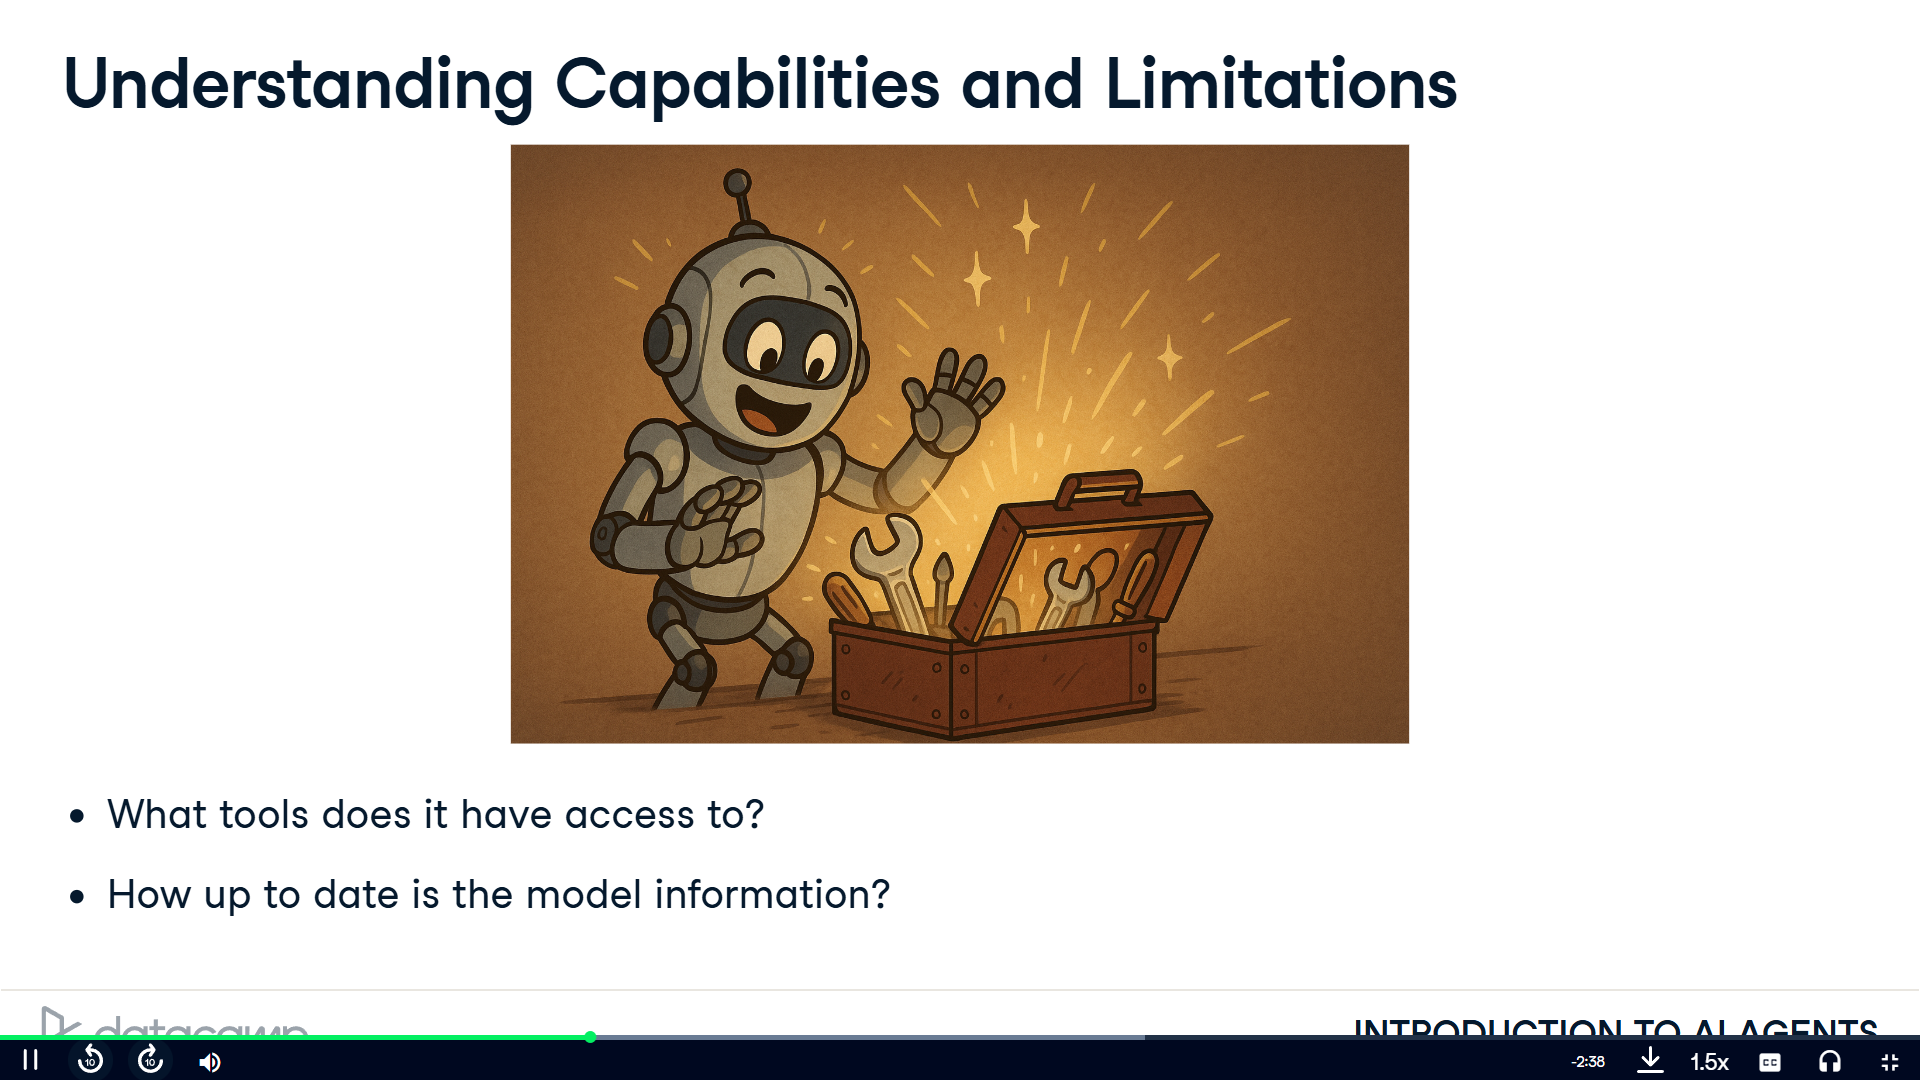 Understanding Capabilities and Limitations
• What tools does it have access to?
• How up to date is the model information?
datacamp
INTRODUCTION TO AI AGENTS
10
10
-2:38
1.5x
CC